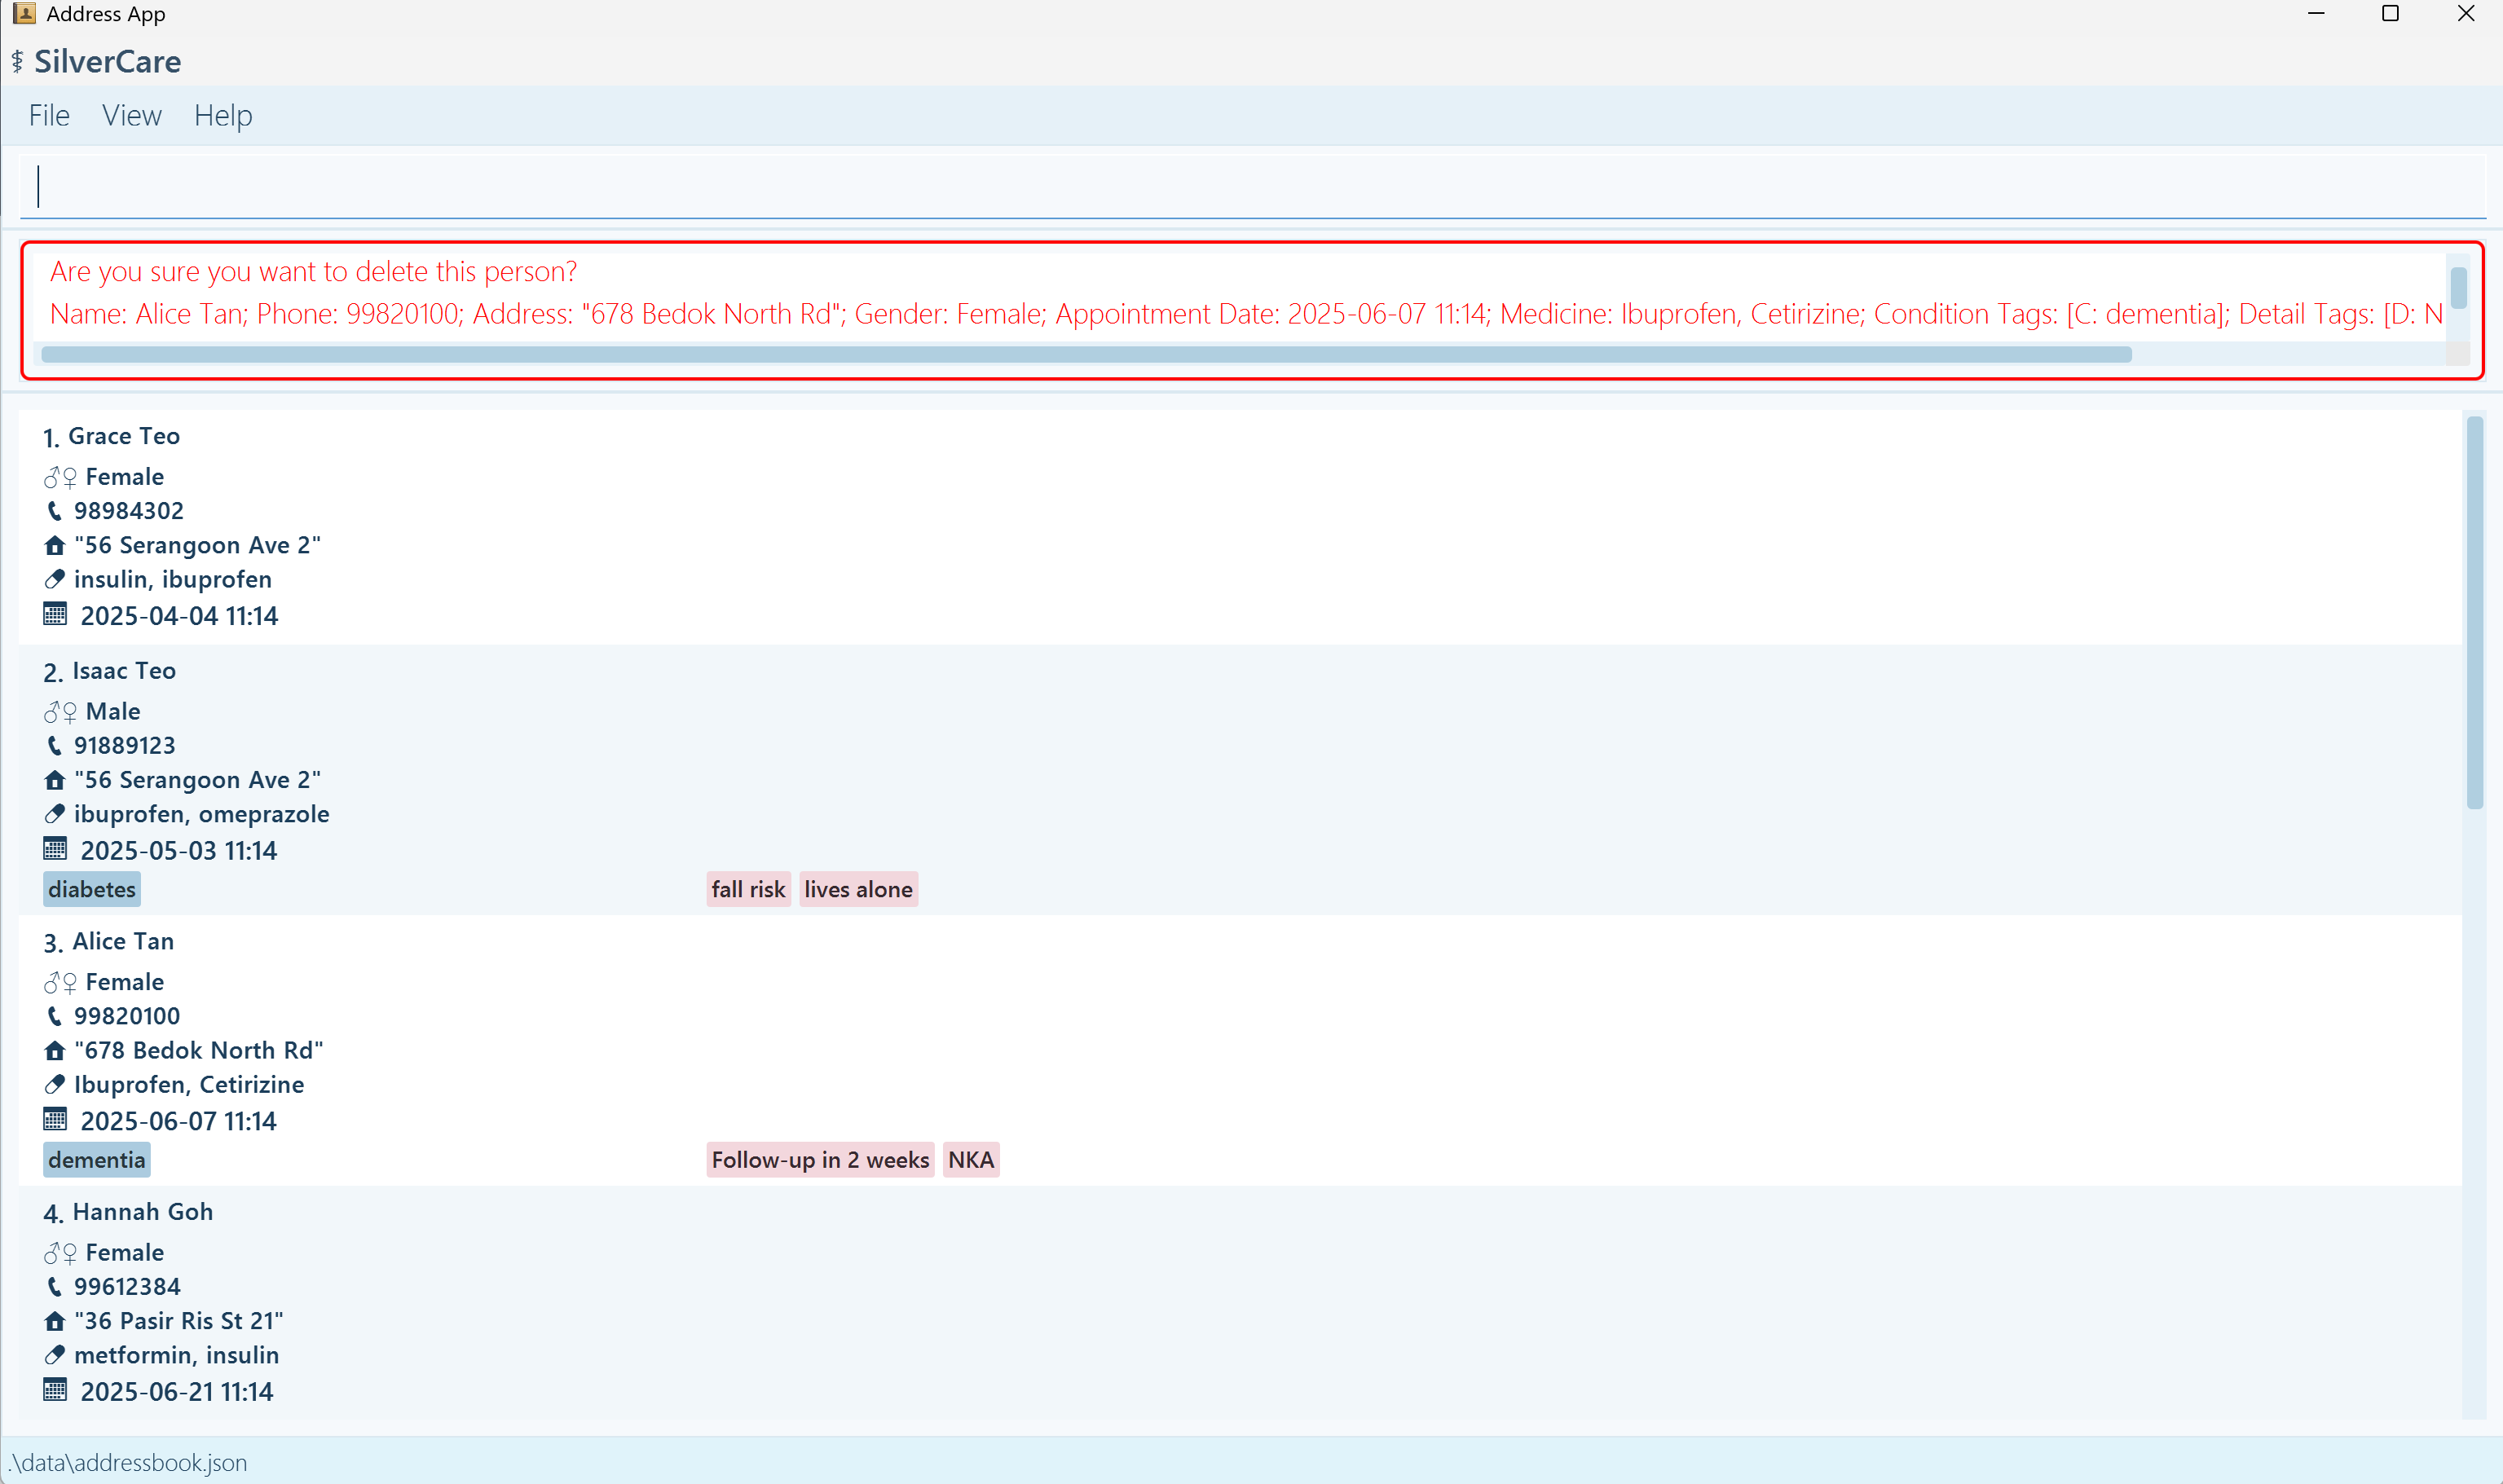 Address App
SilverCare
File View Help
Are you sure you want to delete this person?
Name: Alice Tan; Phone: 99820100; Address: "678 Bedok North Rd"; Gender: Female; Appointment Date: 2025-06-07 11:14; Medicine: Ibuprofen, Cetirizine; Condition Tags: [C: dementia]; Detail Tags: [D: N
1. Grace Teo
Female
98984302
"56 Serangoon Ave 2"
insulin, ibuprofen
2025-04-04 11:14
2. Isaac Teo
Male
91889123
"56 Serangoon Ave 2"
ibuprofen, omeprazole
2025-05-03 11:14
diabetes fall risk lives alone
3. Alice Tan
Female
99820100
"678 Bedok North Rd"
Ibuprofen, Cetirizine
2025-06-07 11:14
dementia Follow-up in 2 weeks NKA
4. Hannah Goh
Female
99612384
"36 Pasir Ris St 21"
metformin, insulin
2025-06-21 11:14
.\data\addressbook.json